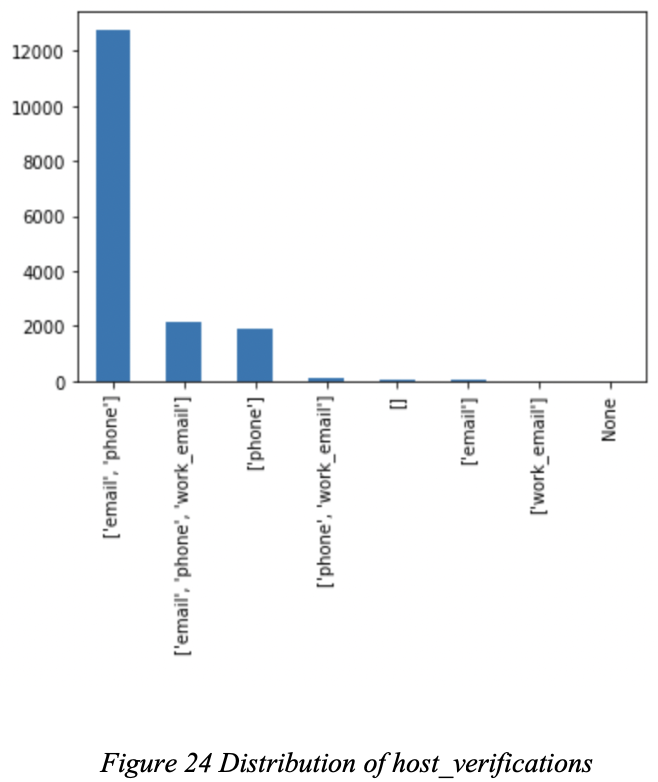 12000
10000
8000
6000
4000
2000
0
['email', 'phone']
['email', 'phone', 'work_email']
['phone']
['phone', 'work_email']
[]
['email']
['work_email']
None
Figure 24 Distribution of host_verifications